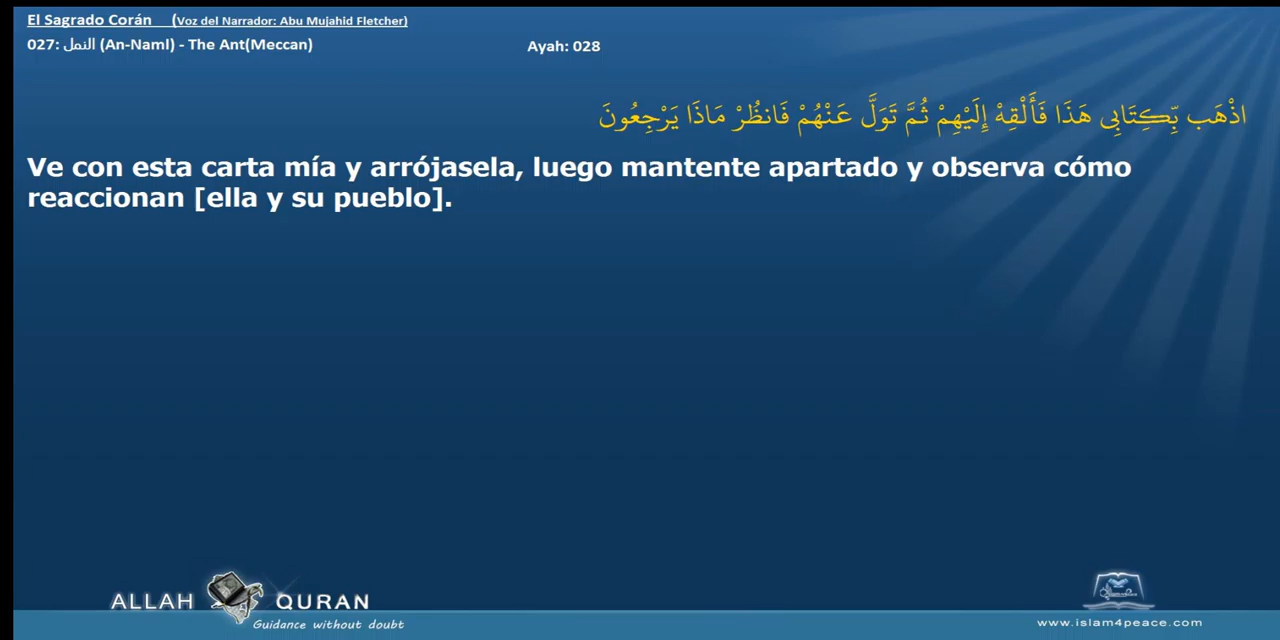 El Sagrado Corán (Voz del Narrador: Abu Mujahid Fletcher)
027: النمل (An-Naml) - The Ant(Meccan) Ayah: 028
اذْهَب بِّكِتَابِي هَذَا فَأَلْقِهْ إِلَيْهِمْ ثُمَّ تَوَلَّ عَنْهُمْ فَانظُرْ مَاذَا يَرْجِعُونَ
Ve con esta carta mía y arrójasela, luego mantente apartado y observa cómo
reaccionan [ella y su pueblo].
ALLAH QURAN
Guidance without doubt
www.islam4peace.com